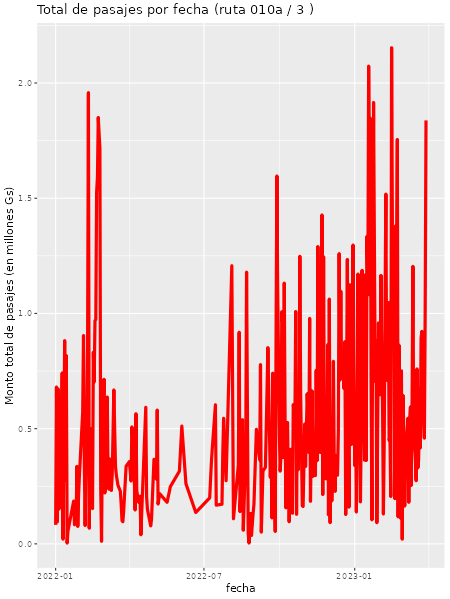 Total de pasajes por fecha (ruta 010a / 3 )
Monto total de pasajes (en millones Gs)
2.0
1.5
1.0
0.5
0.0
2022-01
2022-07
2023-01
fecha